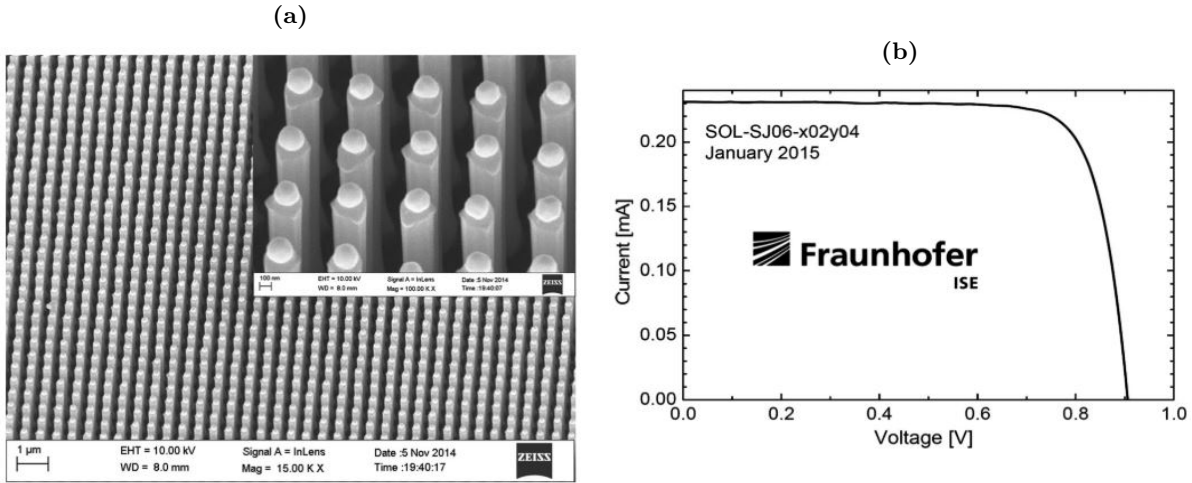 (a)
100 nm
EHT = 10.00 kV
Signal A = InLens
Date :5 Nov 2014
WD = 8.0 mm
Mag = 100.00 K X
Time :19:40:07
ZEISS
1 µm
EHT = 10.00 kV
Signal A = InLens
Date :5 Nov 2014
WD = 8.0 mm
Mag = 15.00 K X
Time :19:40:17
ZEISS
(b)
SOL-SJ06-x02y04
January 2015
Fraunhofer
ISE
Current [mA]
0.20
0.15
0.10
0.05
0.00
0.0 0.2 0.4 0.6 0.8 1.0
Voltage [V]